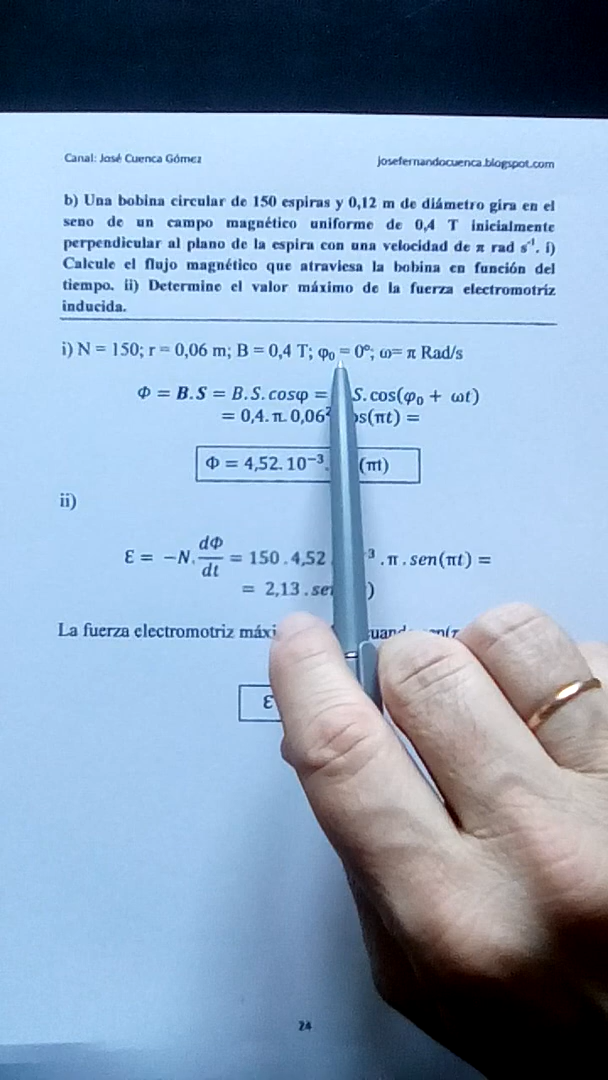 Canal: José Cuenca Gómez
josefernandocuenca.blogspot.com
b) Una bobina circular de 150 espiras y 0,12 m de diámetro gira en el
seno de un campo magnético uniforme de 0,4 T inicialmente
perpendicular al plano de la espira con una velocidad de π rad s⁻¹. i)
Calcule el flujo magnético que atraviesa la bobina en función del
tiempo. ii) Determine el valor máximo de la fuerza electromotriz
inducida.
i) N = 150; r = 0,06 m; B = 0,4 T; φ₀ = 0º; ω= π Rad/s
Φ = B.S = B.S.cosφ = S.cos(φ₀ + ωt)
= 0,4.π.0,06² (πt) =
Φ = 4,52.10⁻³. (πt)
ii)
Ɛ = −N.dΦ/dt = 150.4,52 ³.π.sen(πt) =
= 2,13. )
La fuerza electromotriz
Ɛ
24